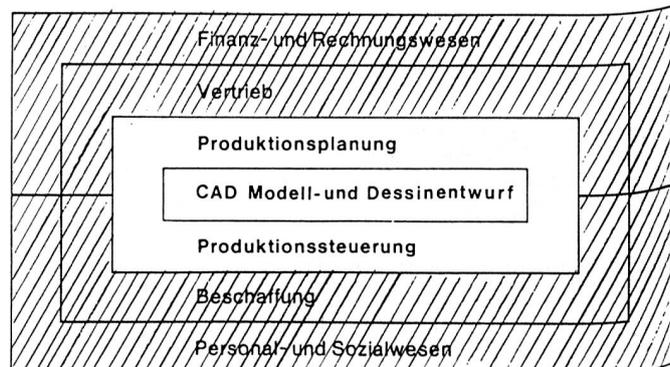 Finanz- und Rechnungswesen
Vertrieb
Produktionsplanung
CAD Modell- und Dessinentwurf
Produktionssteuerung
Beschaffung
Personal- und Sozialwesen